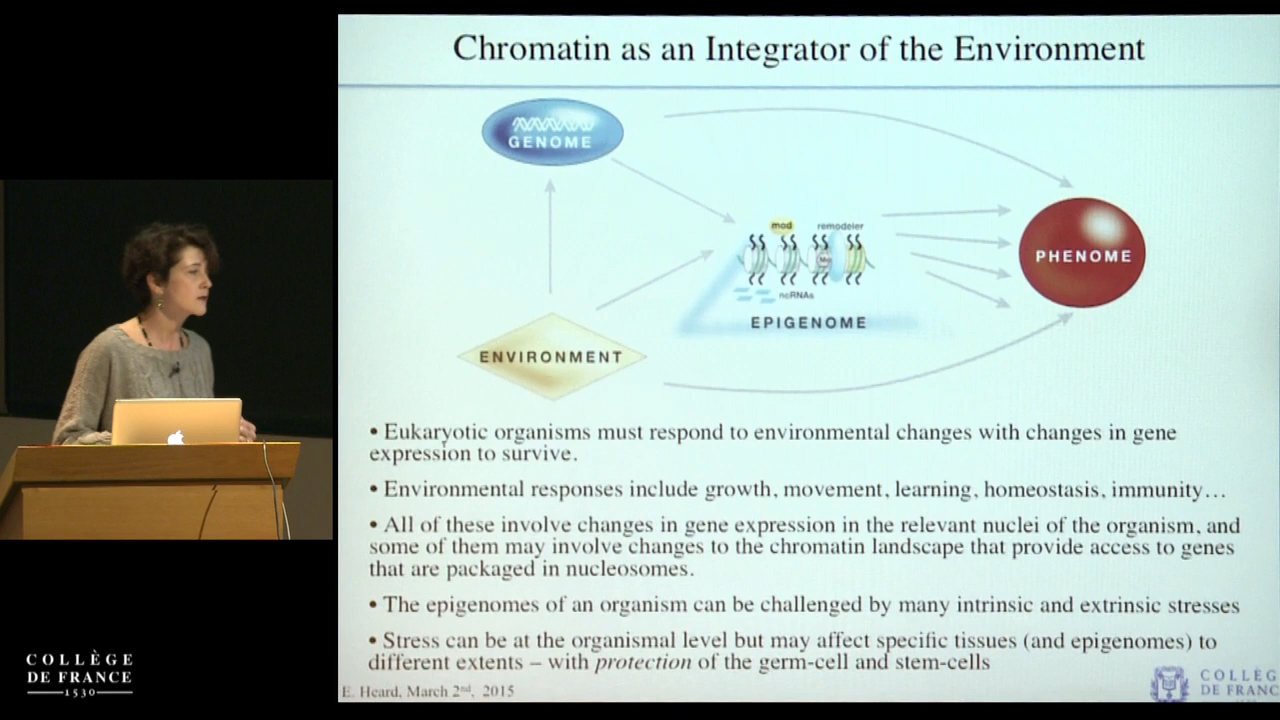 Chromatin as an Integrator of the Environment
GENOME
mod
remodeler
Me
ncRNAs
EPIGENOME
PHENOME
ENVIRONMENT
• Eukaryotic organisms must respond to environmental changes with changes in gene
expression to survive.
• Environmental responses include growth, movement, learning, homeostasis, immunity…
• All of these involve changes in gene expression in the relevant nuclei of the organism, and
some of them may involve changes to the chromatin landscape that provide access to genes
that are packaged in nucleosomes.
• The epigenomes of an organism can be challenged by many intrinsic and extrinsic stresses
• Stress can be at the organismal level but may affect specific tissues (and epigenomes) to
different extents – with protection of the germ-cell and stem-cells
E. Heard, March 2nd, 2015
COLLÈG
DE FRANC
COLLÈGE
DE FRANCE
1530